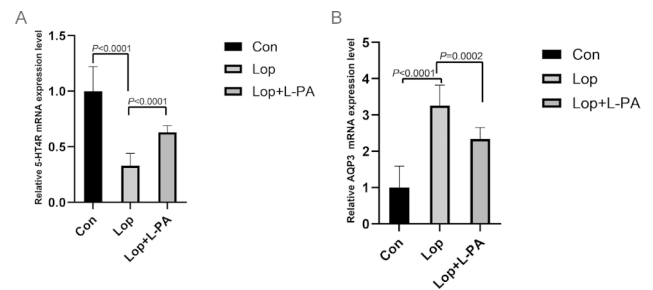 A
Relative 5-HT4R mRNA expression level
1.5
1.0
0.5
0.0
P<0.0001
P<0.0001
Con
Lop
Lop+L-PA
Con
Lop
Lop+L-PA
B
Relative AQP3 mRNA expression level
5
4
3
2
1
0
P<0.0001
P=0.0002
Con
Lop
Lop+L-PA
Con
Lop
Lop+L-PA